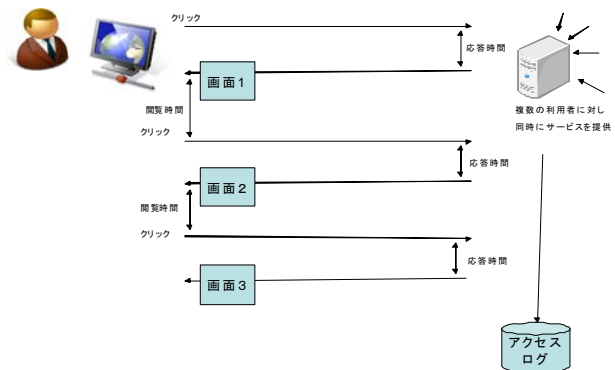 クリック
応答時間
画面１
閲覧時間
複数の利用者に対し
同時にサービスを提供
クリック
応答時間
画面２
閲覧時間
クリック
応答時間
画面３
アクセス
ログ